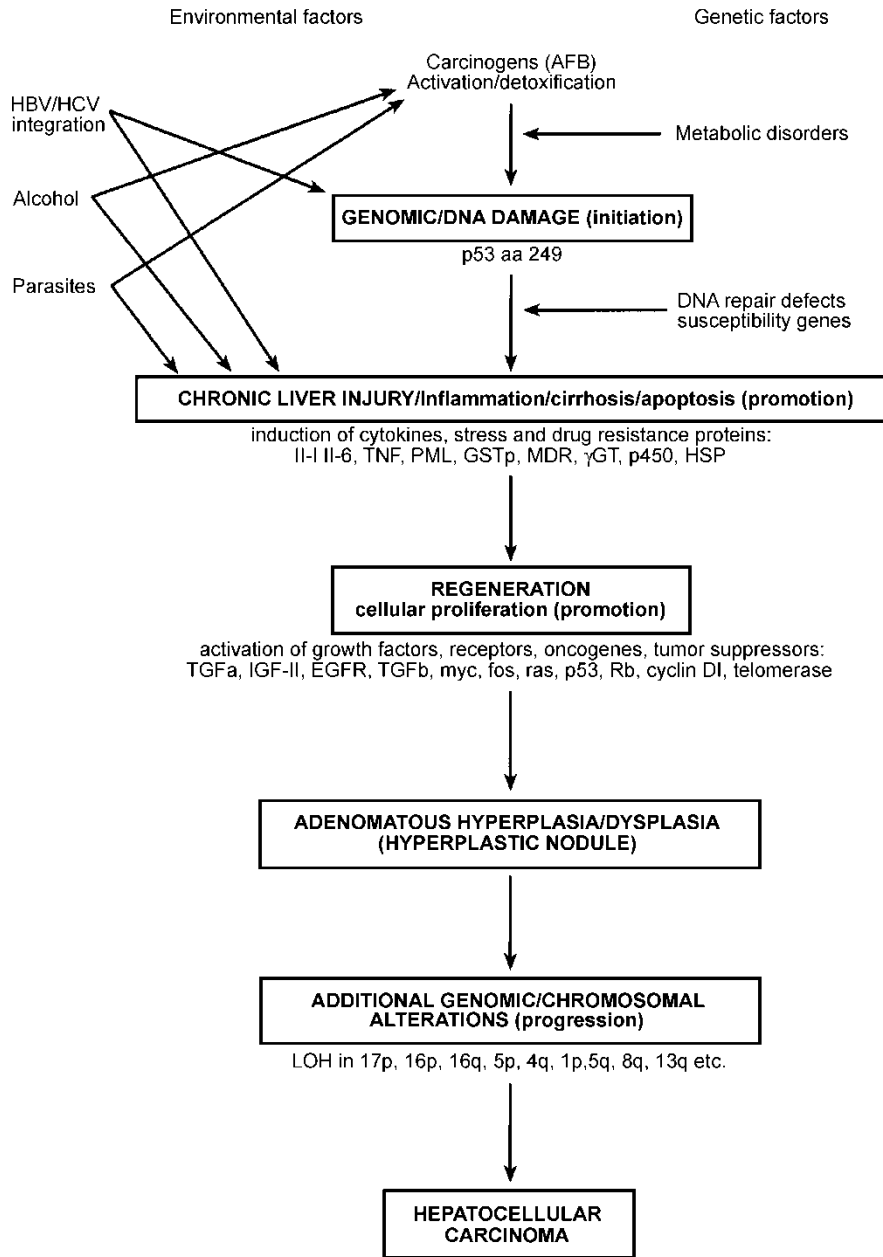 Environmental factors
Genetic factors
Carcinogens (AFB)
Activation/detoxification
HBV/HCV
integration
Metabolic disorders
Alcohol
GENOMIC/DNA DAMAGE (initiation)
p53 aa 249
Parasites
DNA repair defects
susceptibility genes
CHRONIC LIVER INJURY/Inflammation/cirrhosis/apoptosis (promotion)
induction of cytokines, stress and drug resistance proteins:
II-I II-6, TNF, PML, GSTp, MDR, γGT, p450, HSP
REGENERATION
cellular proliferation (promotion)
activation of growth factors, receptors, oncogenes, tumor suppressors:
TGFa, IGF-II, EGFR, TGFb, myc, fos, ras, p53, Rb, cyclin DI, telomerase
ADENOMATOUS HYPERPLASIA/DYSPLASIA
(HYPERPLASTIC NODULE)
ADDITIONAL GENOMIC/CHROMOSOMAL
ALTERATIONS (progression)
LOH in 17p, 16p, 16q, 5p, 4q, 1p,5q, 8q, 13q etc.
HEPATOCELLULAR
CARCINOMA